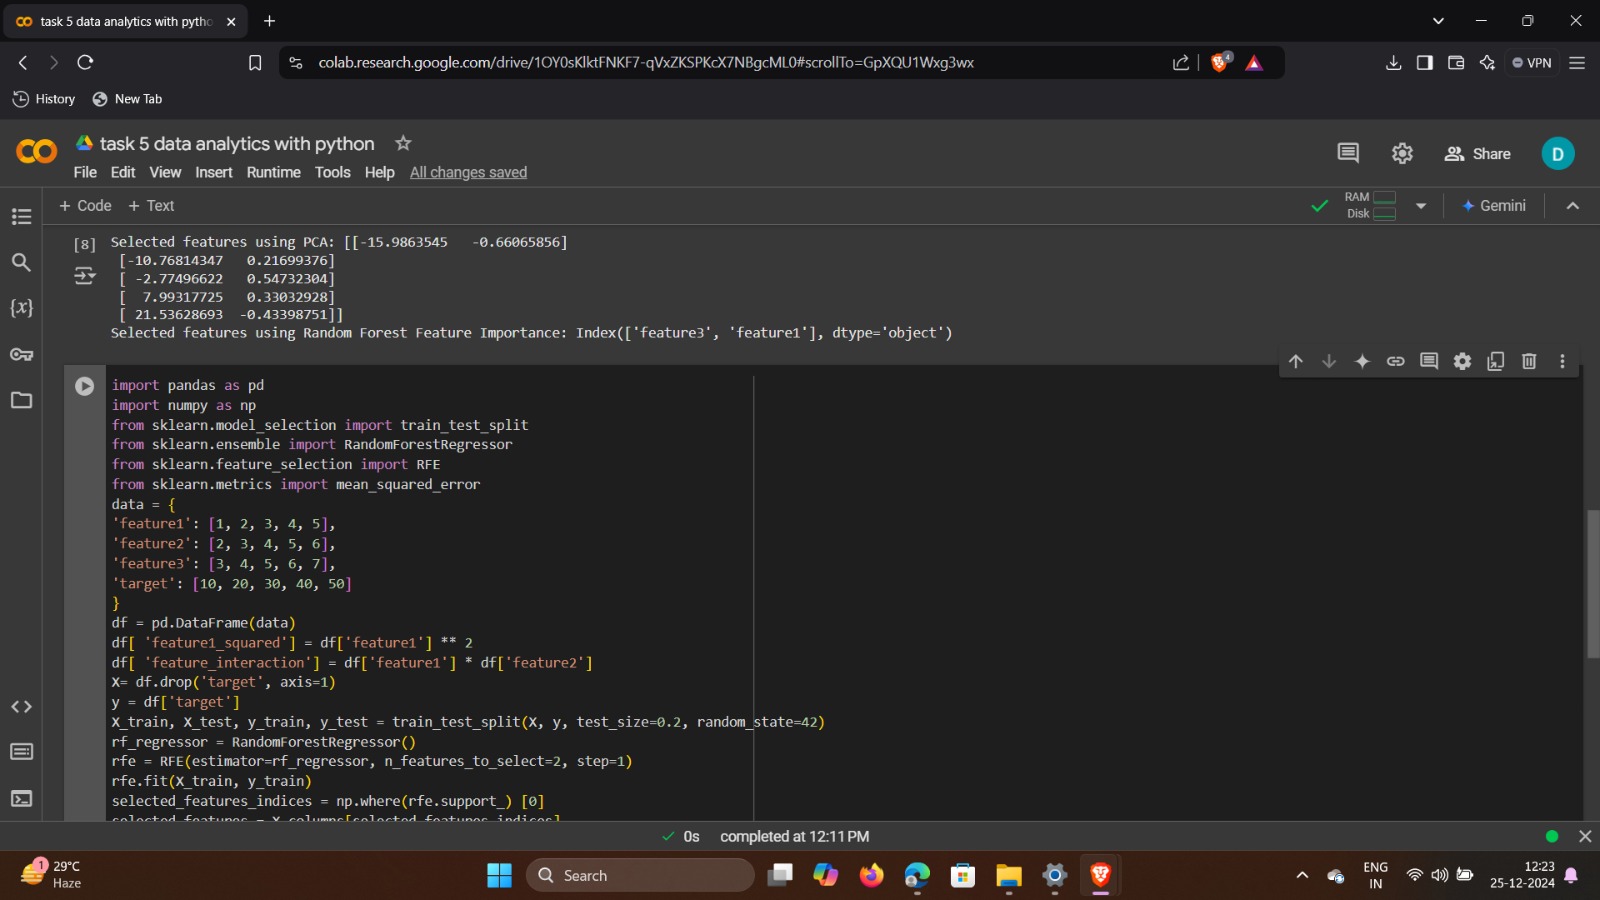 task 5 data analytics with pytho
colab.research.google.com/drive/1OY0sKlktFNKF7-qVxZKSPKcX7NBgcML0#scrollTo=GpXQU1Wxg3wx
4
VPN
History
New Tab
task 5 data analytics with python
Share
D
File Edit View Insert Runtime Tools Help All changes saved
+ Code + Text
RAM
Disk
Gemini
[8]
Selected features using PCA: [[-15.9863545   -0.66065856]
[-10.76814347   0.21699376]
[ -2.77496622   0.54732304]
[  7.99317725   0.33032928]
[ 21.53628693  -0.43398751]]
Selected features using Random Forest Feature Importance: Index(['feature3', 'feature1'], dtype='object')
import pandas as pd
import numpy as np
from sklearn.model_selection import train_test_split
from sklearn.ensemble import RandomForestRegressor
from sklearn.feature_selection import RFE
from sklearn.metrics import mean_squared_error
data = {
'feature1': [1, 2, 3, 4, 5],
'feature2': [2, 3, 4, 5, 6],
'feature3': [3, 4, 5, 6, 7],
'target': [10, 20, 30, 40, 50]
}
df = pd.DataFrame(data)
df[ 'feature1_squared'] = df['feature1'] ** 2
df[ 'feature_interaction'] = df['feature1'] * df['feature2']
X= df.drop('target', axis=1)
y = df['target']
X_train, X_test, y_train, y_test = train_test_split(X, y, test_size=0.2, random_state=42)
rf_regressor = RandomForestRegressor()
rfe = RFE(estimator=rf_regressor, n_features_to_select=2, step=1)
rfe.fit(X_train, y_train)
selected_features_indices = np.where(rfe.support_) [0]
selected_features = X.columns[selected_features_indices]
0s completed at 12:11 PM
1
29°C
Haze
Search
ENG
IN
12:23
25-12-2024